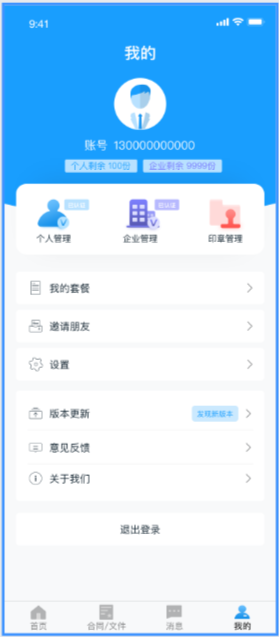 9:41
我的
账号 130000000000
个人剩余 100份 企业剩余 9999份
已认证 已认证
个人管理 企业管理 印章管理
我的套餐
邀请朋友
设置
版本更新 发现新版本
意见反馈
关于我们
退出登录
首页 合同/文件 消息 我的